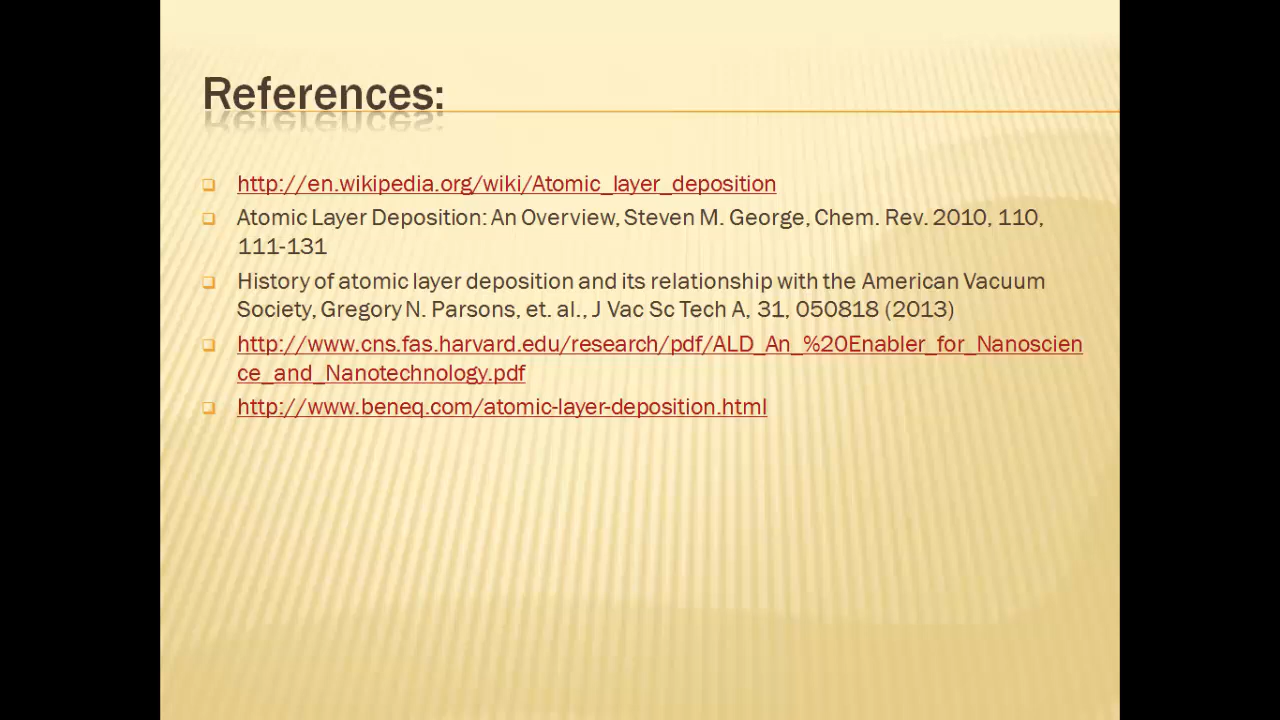 References:
http://en.wikipedia.org/wiki/Atomic_layer_deposition
Atomic Layer Deposition: An Overview, Steven M. George, Chem. Rev. 2010, 110,
111-131
History of atomic layer deposition and its relationship with the American Vacuum
Society, Gregory N. Parsons, et. al., J Vac Sc Tech A, 31, 050818 (2013)
http://www.cns.fas.harvard.edu/research/pdf/ALD_An_%20Enabler_for_Nanoscien
ce_and_Nanotechnology.pdf
http://www.beneq.com/atomic-layer-deposition.html